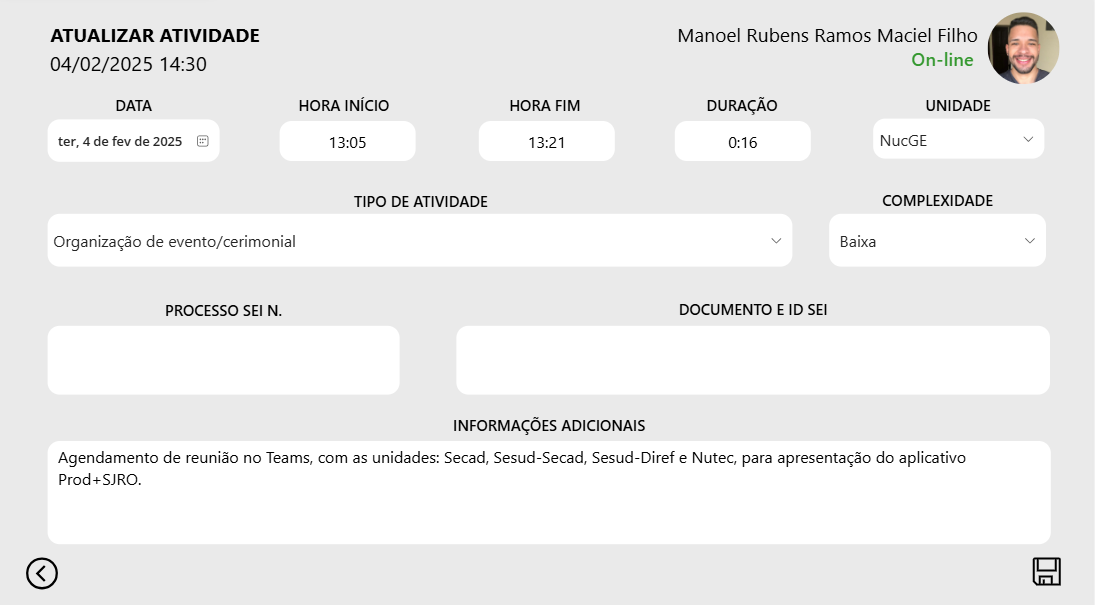 ATUALIZAR ATIVIDADE
04/02/2025 14:30
Manoel Rubens Ramos Maciel Filho
On-line
DATA
HORA INÍCIO
HORA FIM
DURAÇÃO
UNIDADE
ter, 4 de fev de 2025
13:05
13:21
0:16
NucGE
TIPO DE ATIVIDADE
COMPLEXIDADE
Organização de evento/cerimonial
Baixa
PROCESSO SEI N.
DOCUMENTO E ID SEI
INFORMAÇÕES ADICIONAIS
Agendamento de reunião no Teams, com as unidades: Secad, Sesud-Secad, Sesud-Diref e Nutec, para apresentação do aplicativo
Prod+SJRO.